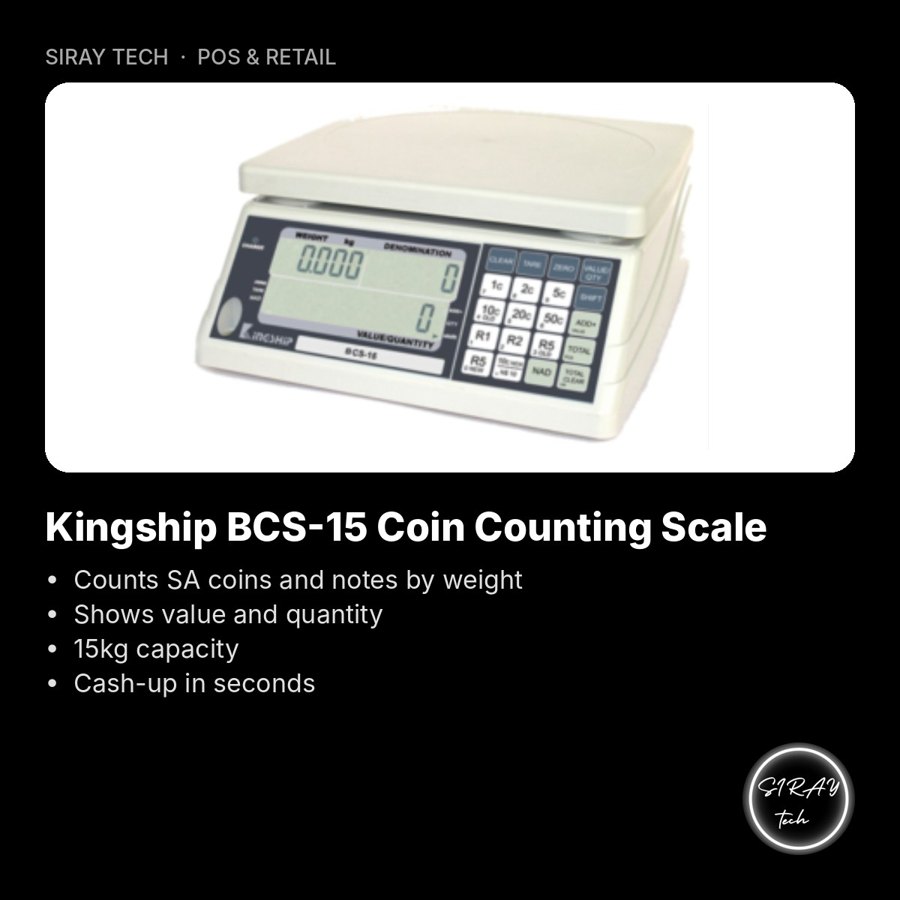 SIRAY TECH · POS & RETAIL
WEIGHT kg DENOMINATION
0.000 0
0
VALUE/QUANTITY
KINGSHIP
BCS-15
CLEAR TARE ZERO VALUE/QTY
1c 2c 5c SHIFT
10c 20c 50c ADD+
R1 R2 R5 TOTAL
R5 NAD TOTAL CLEAR
Kingship BCS-15 Coin Counting Scale
• Counts SA coins and notes by weight
• Shows value and quantity
• 15kg capacity
• Cash-up in seconds
SIRAY
tech